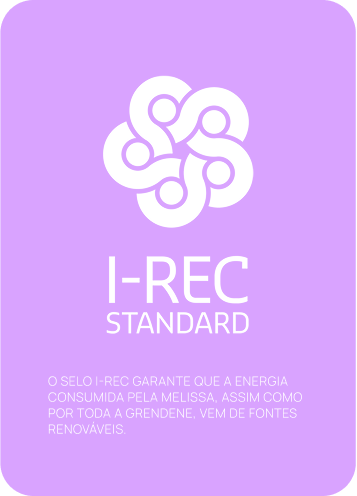 I-REC
STANDARD
O SELO I-REC GARANTE QUE A ENERGIA
CONSUMIDA PELA MELISSA, ASSIM COMO
POR TODA A GRENDENE, VEM DE FONTES
RENOVÁVEIS.